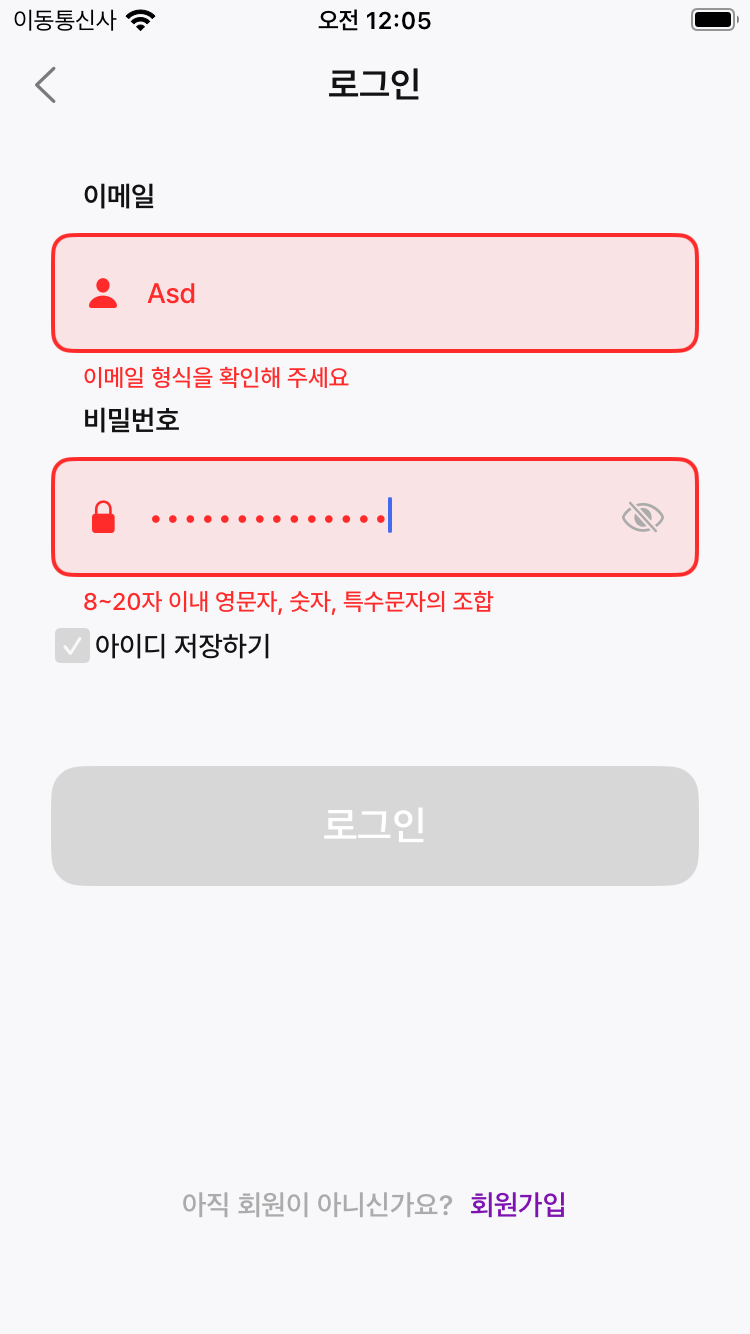 이동통신사 오전 12:05
로그인
이메일
Asd
이메일 형식을 확인해 주세요
비밀번호
••••••••••••••
8~20자 이내 영문자, 숫자, 특수문자의 조합
아이디 저장하기
로그인
아직 회원이 아니신가요? 회원가입